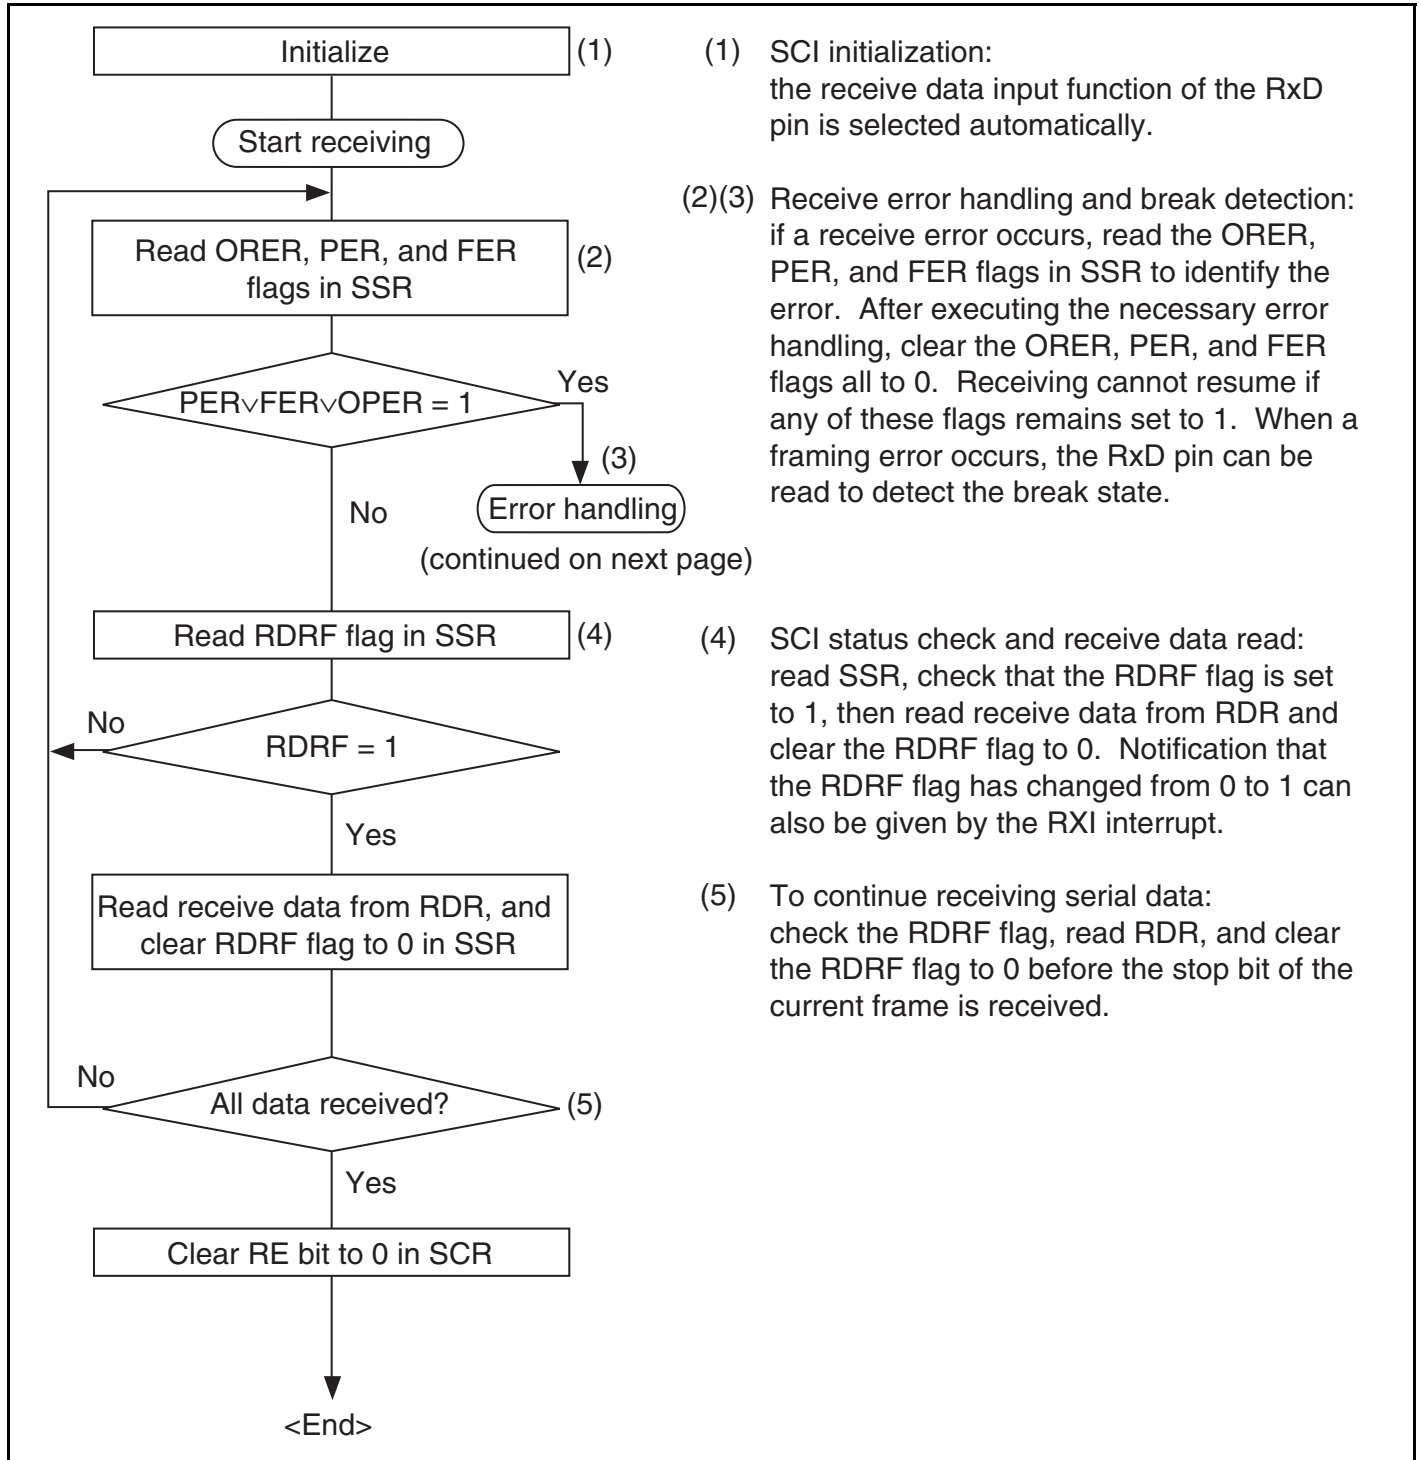 Initialize
(1)
Start receiving
Read ORER, PER, and FER
flags in SSR
(2)
PER∨FER∨OPER = 1
Yes
(3)
Error handling
(continued on next page)
No
Read RDRF flag in SSR
(4)
No
RDRF = 1
Yes
Read receive data from RDR, and
clear RDRF flag to 0 in SSR
No
All data received?
(5)
Yes
Clear RE bit to 0 in SCR
<End>
(1) SCI initialization:
the receive data input function of the RxD
pin is selected automatically.
(2)(3) Receive error handling and break detection:
if a receive error occurs, read the ORER,
PER, and FER flags in SSR to identify the
error. After executing the necessary error
handling, clear the ORER, PER, and FER
flags all to 0. Receiving cannot resume if
any of these flags remains set to 1. When a
framing error occurs, the RxD pin can be
read to detect the break state.
(4) SCI status check and receive data read:
read SSR, check that the RDRF flag is set
to 1, then read receive data from RDR and
clear the RDRF flag to 0. Notification that
the RDRF flag has changed from 0 to 1 can
also be given by the RXI interrupt.
(5) To continue receiving serial data:
check the RDRF flag, read RDR, and clear
the RDRF flag to 0 before the stop bit of the
current frame is received.